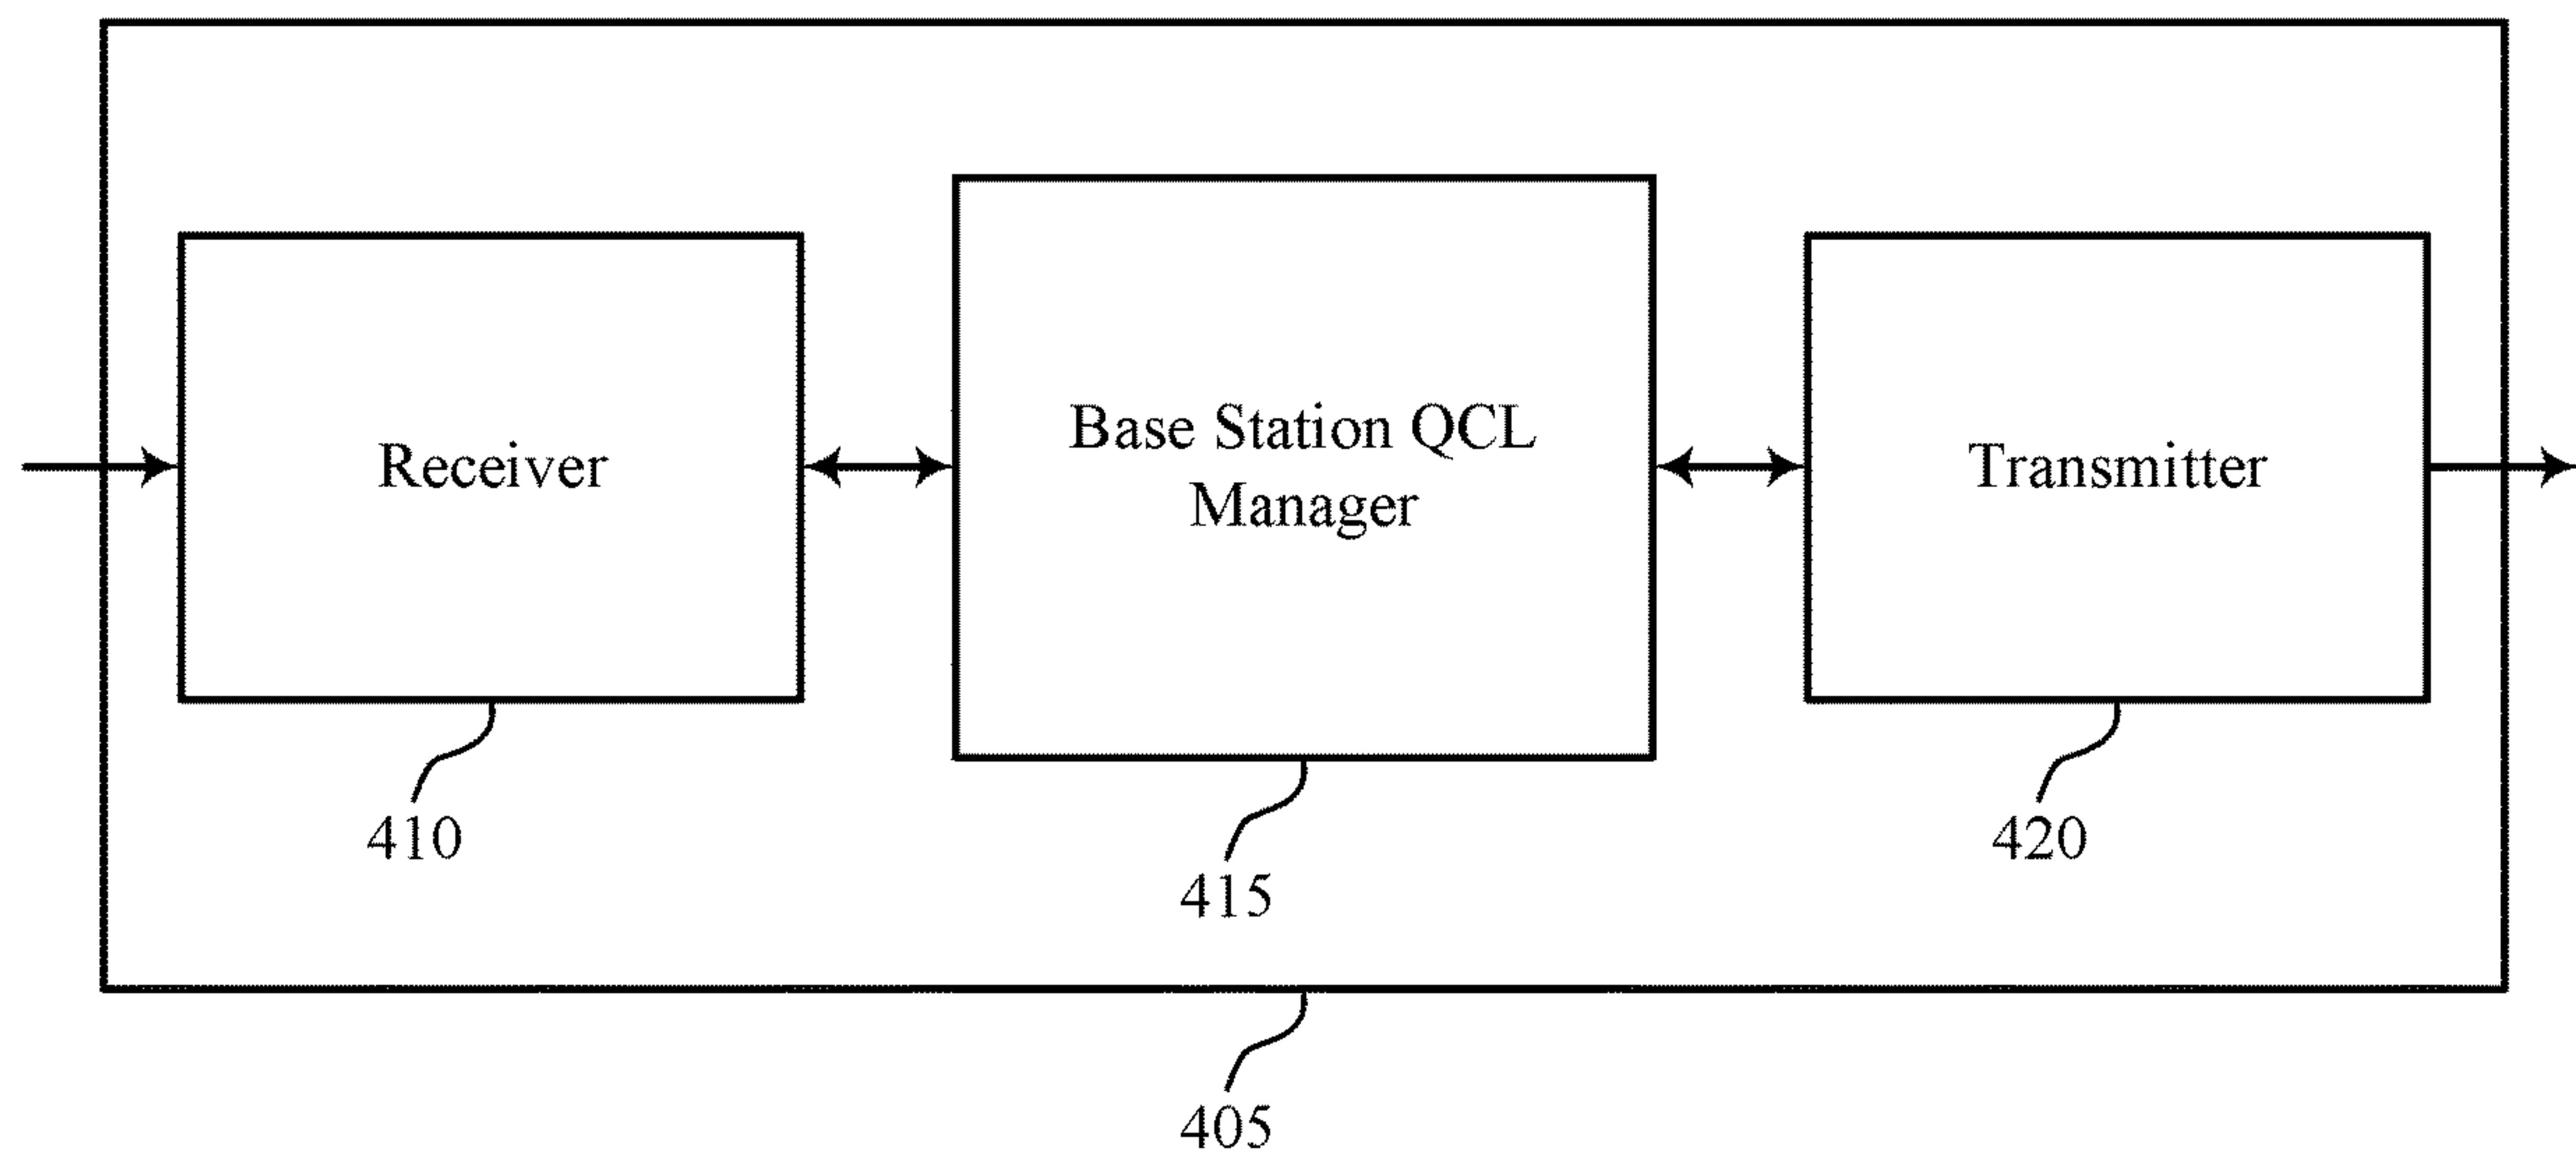 Receiver
Base Station QCL
Manager
Transmitter
410
415
420
405